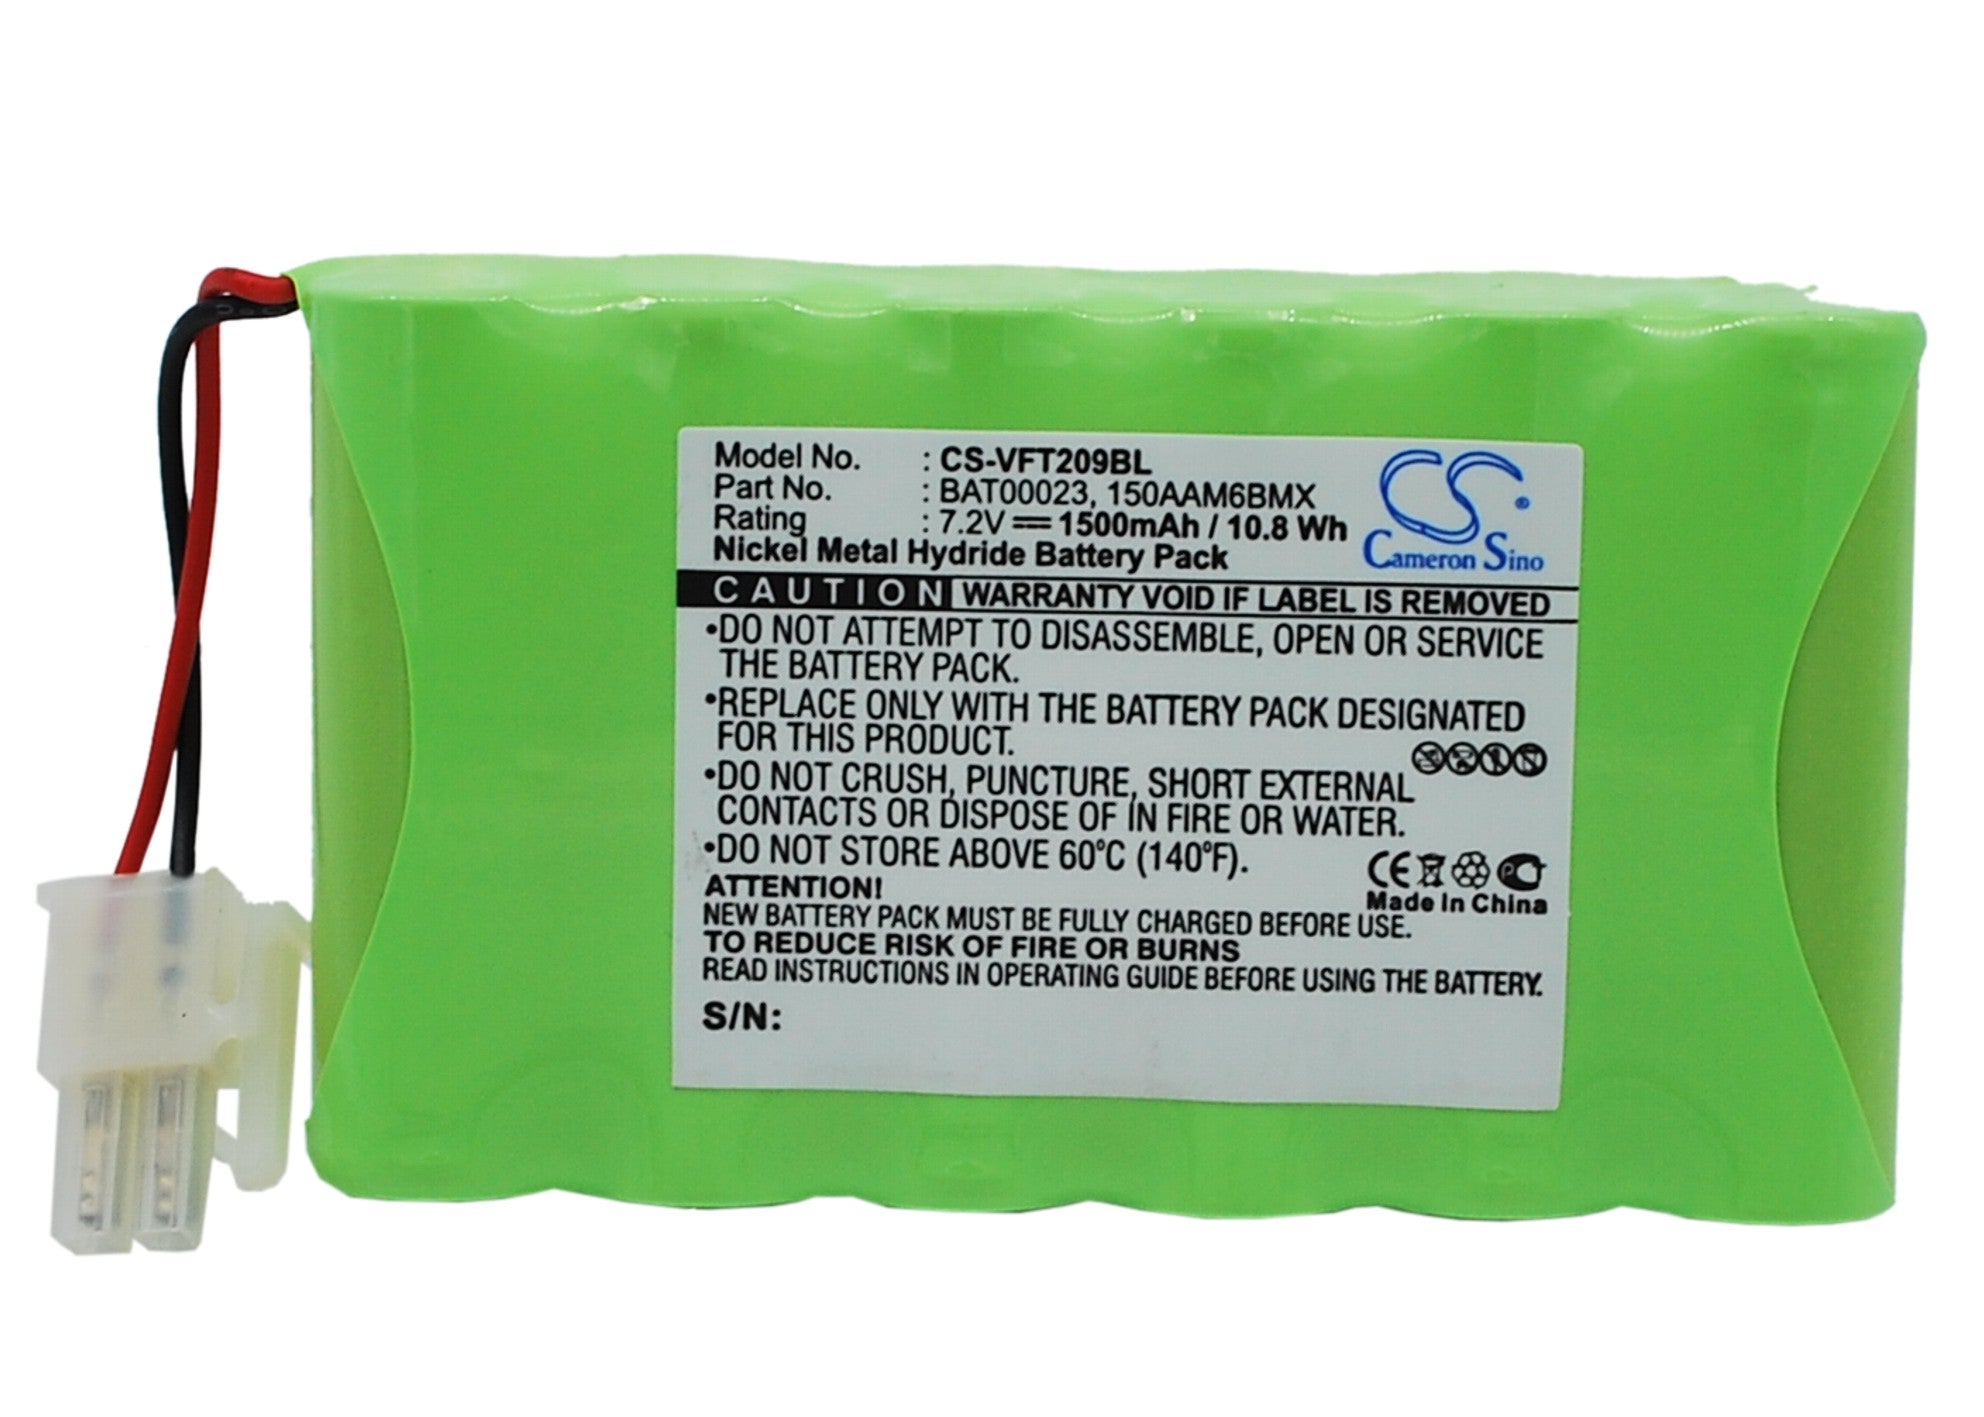 Model No. : CS-VFT209BL
Part No. : BAT00023, 150AAM6BMX
Rating : 7.2V 1500mAh / 10.8 Wh
Nickel Metal Hydride Battery Pack
CS®
Cameron Sino
CAUTION WARRANTY VOID IF LABEL IS REMOVED
•DO NOT ATTEMPT TO DISASSEMBLE, OPEN OR SERVICE
THE BATTERY PACK.
•REPLACE ONLY WITH THE BATTERY PACK DESIGNATED
FOR THIS PRODUCT.
•DO NOT CRUSH, PUNCTURE, SHORT EXTERNAL
CONTACTS OR DISPOSE OF IN FIRE OR WATER.
•DO NOT STORE ABOVE 60°C (140°F).
CE
Made In China
ATTENTION!
NEW BATTERY PACK MUST BE FULLY CHARGED BEFORE USE.
TO REDUCE RISK OF FIRE OR BURNS
READ INSTRUCTIONS IN OPERATING GUIDE BEFORE USING THE BATTERY.
S/N: